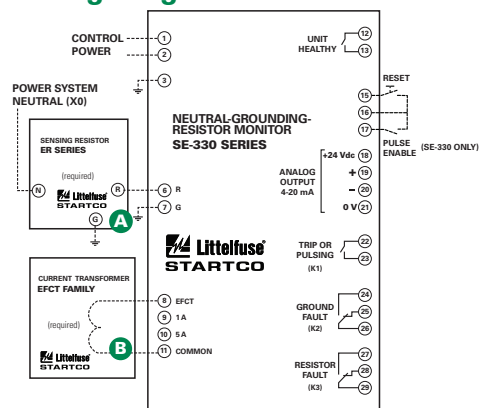 CONTROL
POWER
1
2
3
POWER SYSTEM
NEUTRAL (X0)
SENSING RESISTOR
ER SERIES
(required)
N
R
Littelfuse®
STARTCO
G
A
6 R
7 G
CURRENT TRANSFORMER
EFCT FAMILY
(required)
Littelfuse®
STARTCO
B
8 EFCT
9 1 A
10 5 A
11 COMMON
NEUTRAL-GROUNDING-
RESISTOR MONITOR
SE-330 SERIES
Littelfuse®
STARTCO
UNIT
HEALTHY
12
13
RESET
15
16
17
PULSE
ENABLE (SE-330 ONLY)
+24 Vdc 18
ANALOG
OUTPUT
4-20 mA
+ 19
– 20
0 V 21
TRIP OR
PULSING
(K1)
22
23
GROUND
FAULT
(K2)
24
25
26
RESISTOR
FAULT
(K3)
27
28
29